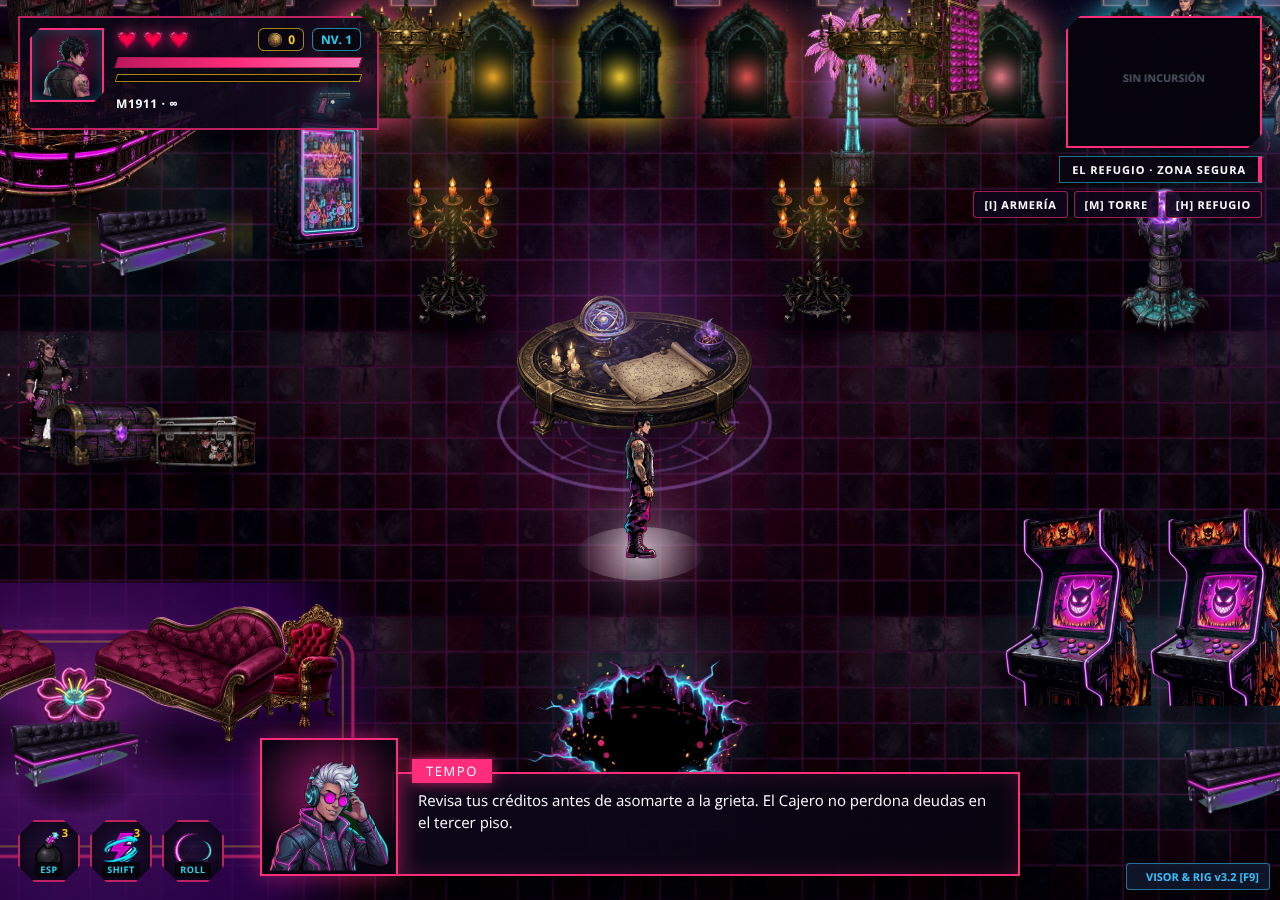 0
NV. 1
M1911 · ∞
SIN INCURSIÓN
EL REFUGIO · ZONA SEGURA
[I] ARMERÍA
[M] TORRE
[H] REFUGIO
TEMPO
Revisa tus créditos antes de asomarte a la grieta. El Cajero no perdona deudas en
el tercer piso.
3
ESP
3
SHIFT
ROLL
VISOR & RIG v3.2 [F9]